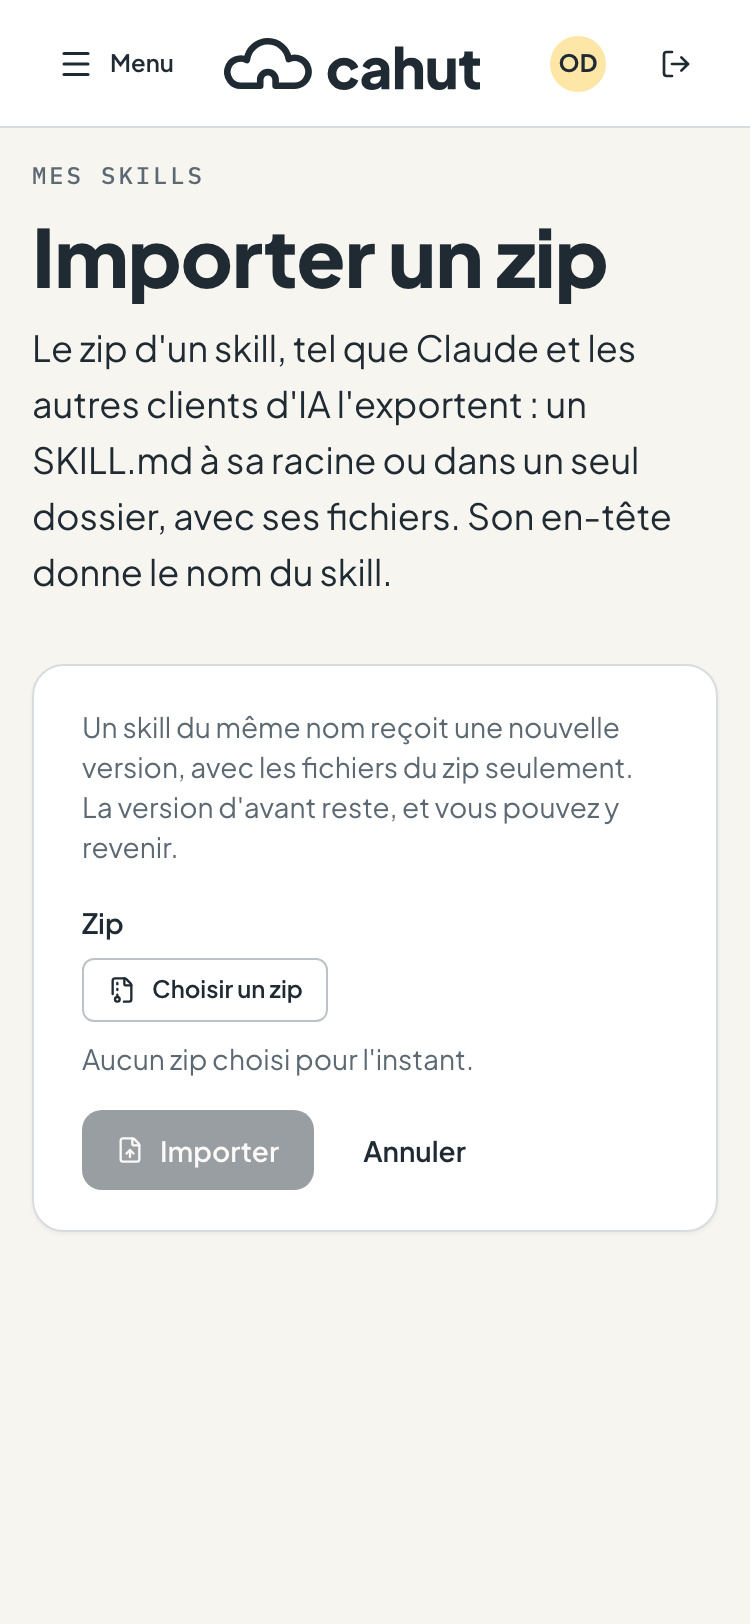 Menu
cahut
OD
MES SKILLS
Importer un zip
Le zip d'un skill, tel que Claude et les
autres clients d'IA l'exportent : un
SKILL.md à sa racine ou dans un seul
dossier, avec ses fichiers. Son en-tête
donne le nom du skill.
Un skill du même nom reçoit une nouvelle
version, avec les fichiers du zip seulement.
La version d'avant reste, et vous pouvez y
revenir.
Zip
Choisir un zip
Aucun zip choisi pour l'instant.
Importer
Annuler